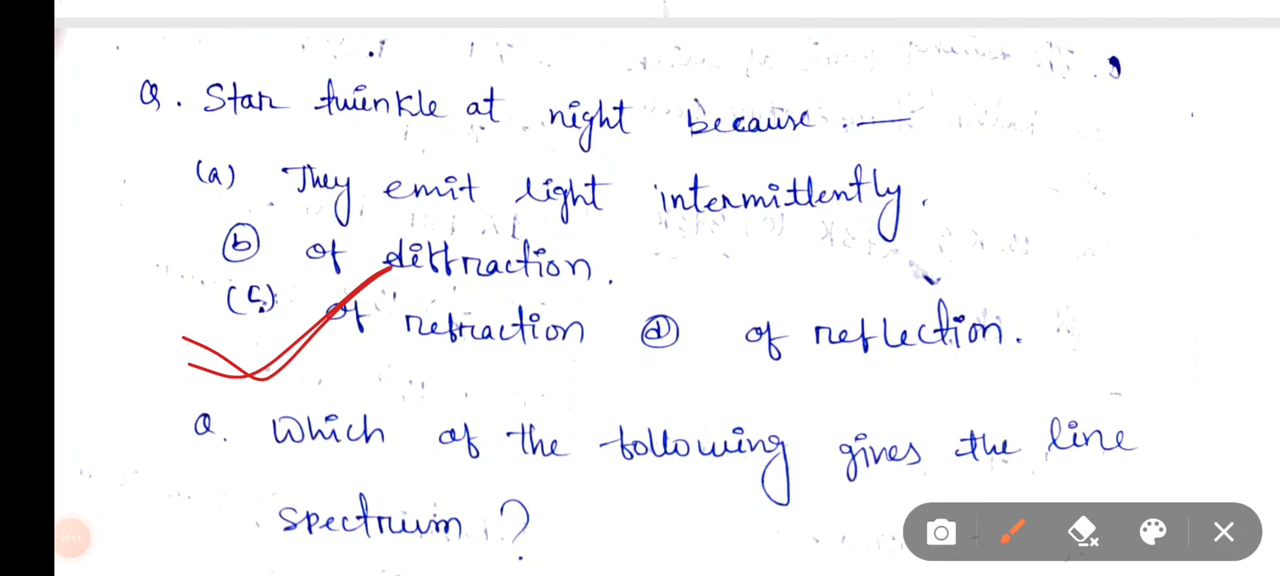 Q. Star twinkle at night because :—
(a) They emit light intermittently.
(b) of diffraction.
(c) of refraction (d) of reflection.
Q. Which of the following gives the line
spectrum ?